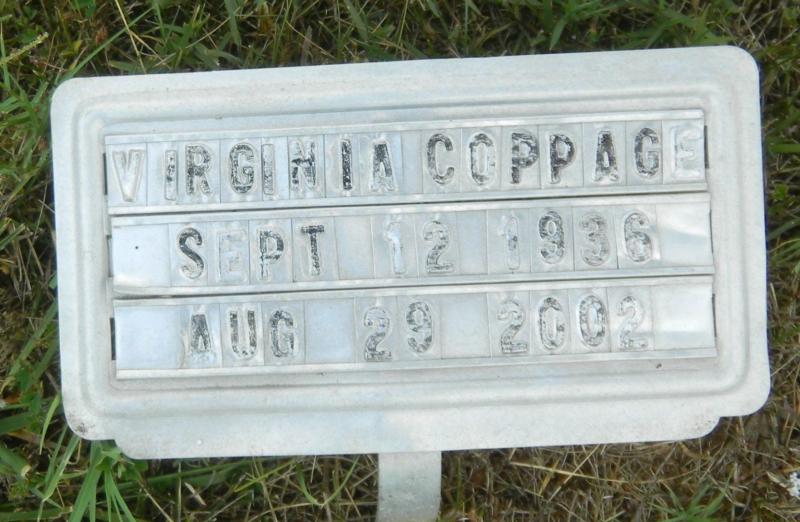 VIRGINIA COPPAGE
SEPT 12 1936
AUG 29 2002